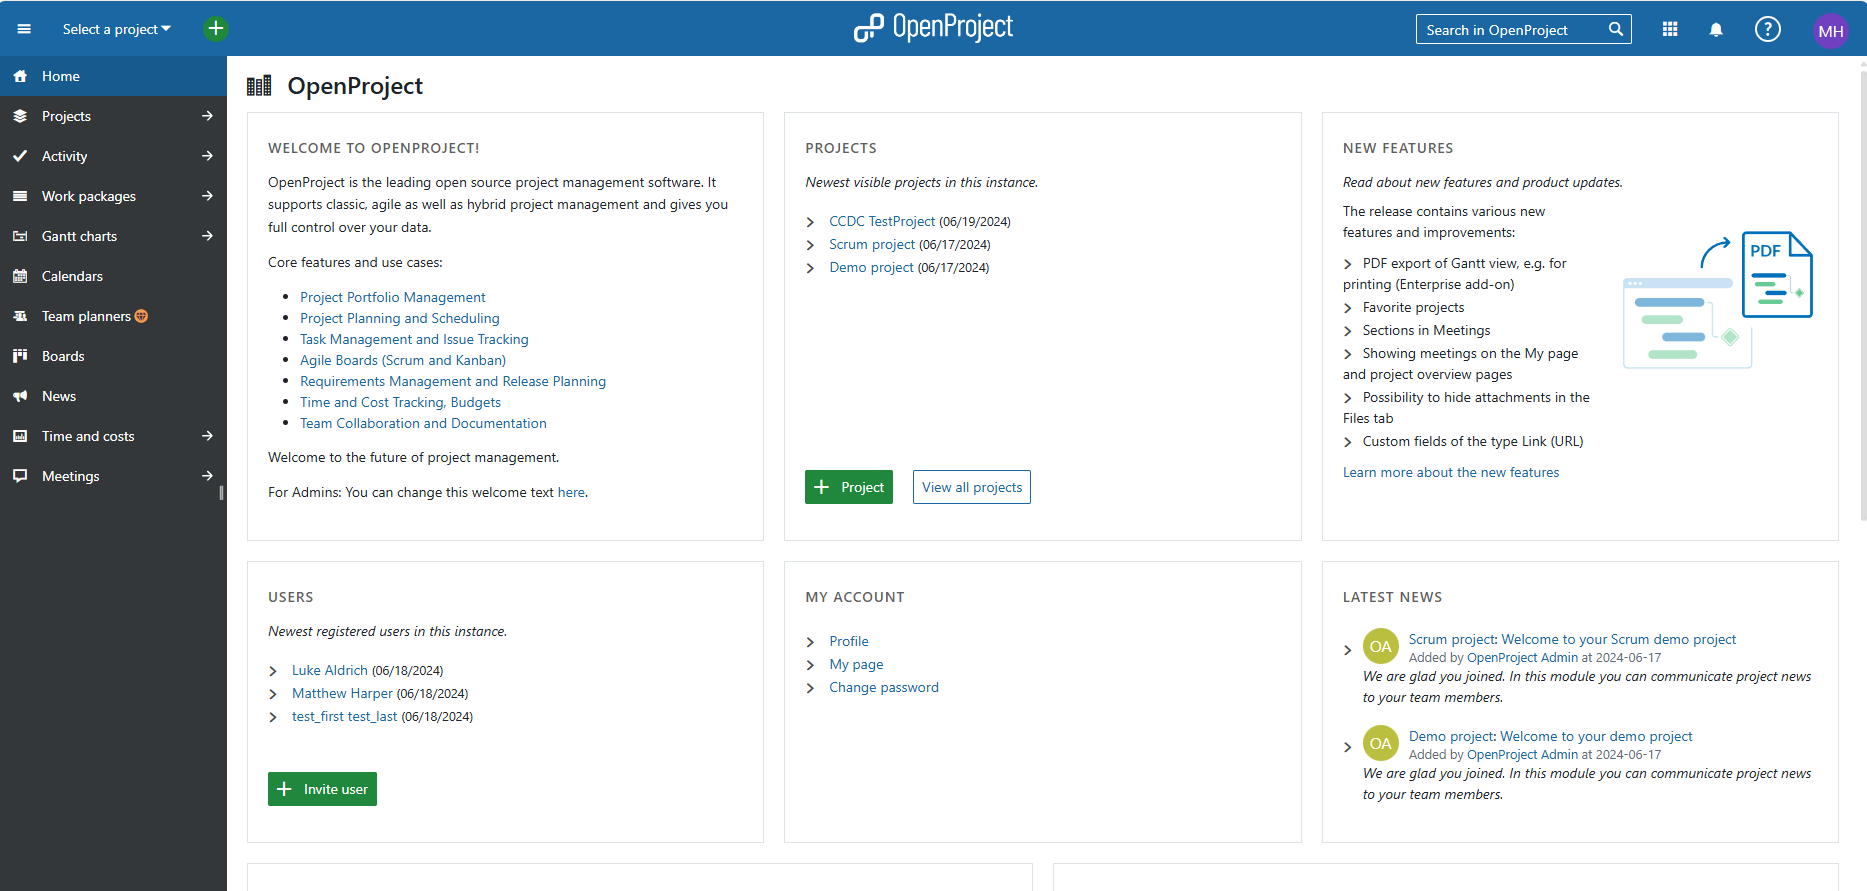 Select a project
OpenProject
Search in OpenProject
?
MH
Home
Projects
Activity
Work packages
Gantt charts
Calendars
Team planners
Boards
News
Time and costs
Meetings
OpenProject
WELCOME TO OPENPROJECT!
OpenProject is the leading open source project management software. It
supports classic, agile as well as hybrid project management and gives you
full control over your data.
Core features and use cases:
Project Portfolio Management
Project Planning and Scheduling
Task Management and Issue Tracking
Agile Boards (Scrum and Kanban)
Requirements Management and Release Planning
Time and Cost Tracking, Budgets
Team Collaboration and Documentation
Welcome to the future of project management.
For Admins: You can change this welcome text here.
PROJECTS
Newest visible projects in this instance.
CCDC TestProject (06/19/2024)
Scrum project (06/17/2024)
Demo project (06/17/2024)
Project
View all projects
NEW FEATURES
Read about new features and product updates.
The release contains various new
features and improvements:
PDF export of Gantt view, e.g. for
printing (Enterprise add-on)
Favorite projects
Sections in Meetings
Showing meetings on the My page
and project overview pages
Possibility to hide attachments in the
Files tab
Custom fields of the type Link (URL)
PDF
Learn more about the new features
USERS
Newest registered users in this instance.
Luke Aldrich (06/18/2024)
Matthew Harper (06/18/2024)
test_first test_last (06/18/2024)
Invite user
MY ACCOUNT
Profile
My page
Change password
LATEST NEWS
OA
Scrum project: Welcome to your Scrum demo project
Added by OpenProject Admin at 2024-06-17
We are glad you joined. In this module you can communicate project news
to your team members.
OA
Demo project: Welcome to your demo project
Added by OpenProject Admin at 2024-06-17
We are glad you joined. In this module you can communicate project news
to your team members.